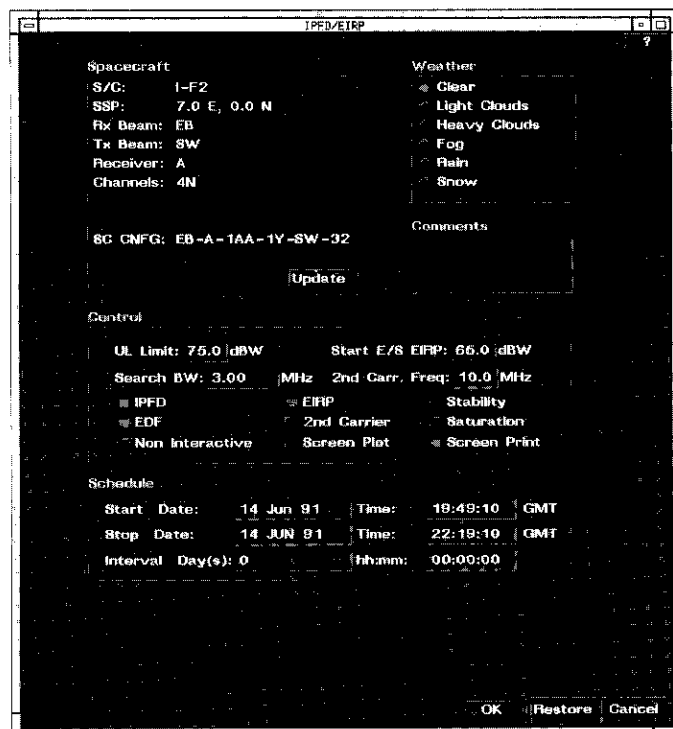 IPFD/EIRP
?
Spacecraft
S/C: I-F2
SSP: 7.0 E, 0.0 N
Rx Beam: EB
Tx Beam: SW
Receiver: A
Channels: 4N
SC CNFG: EB-A-1AA-1Y-SW-32
Update
Weather
Clear
Light Clouds
Heavy Clouds
Fog
Rain
Snow
Comments
Control
UL Limit: 75.0 dBW Start E/S EIRP: 66.0 dBW
Search BW: 3.00 MHz 2nd Carr. Freq: 10.0 MHz
IPFD EIRP Stability
EDF 2nd Carrier Saturation
Non Interactive Screen Plot Screen Print
Schedule
Start Date: 14 Jun 91 Time: 19:49:10 GMT
Stop Date: 14 JUN 91 Time: 22:19:10 GMT
Interval Day(s): 0 hh:mm: 00:00:00
OK Restore Cancel